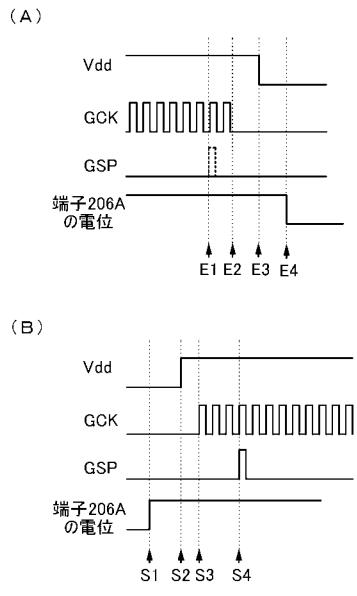 (A)
Vdd
GCK
GSP
端子206A
の電位
E1 E2 E3 E4
(B)
Vdd
GCK
GSP
端子206A
の電位
S1 S2 S3 S4